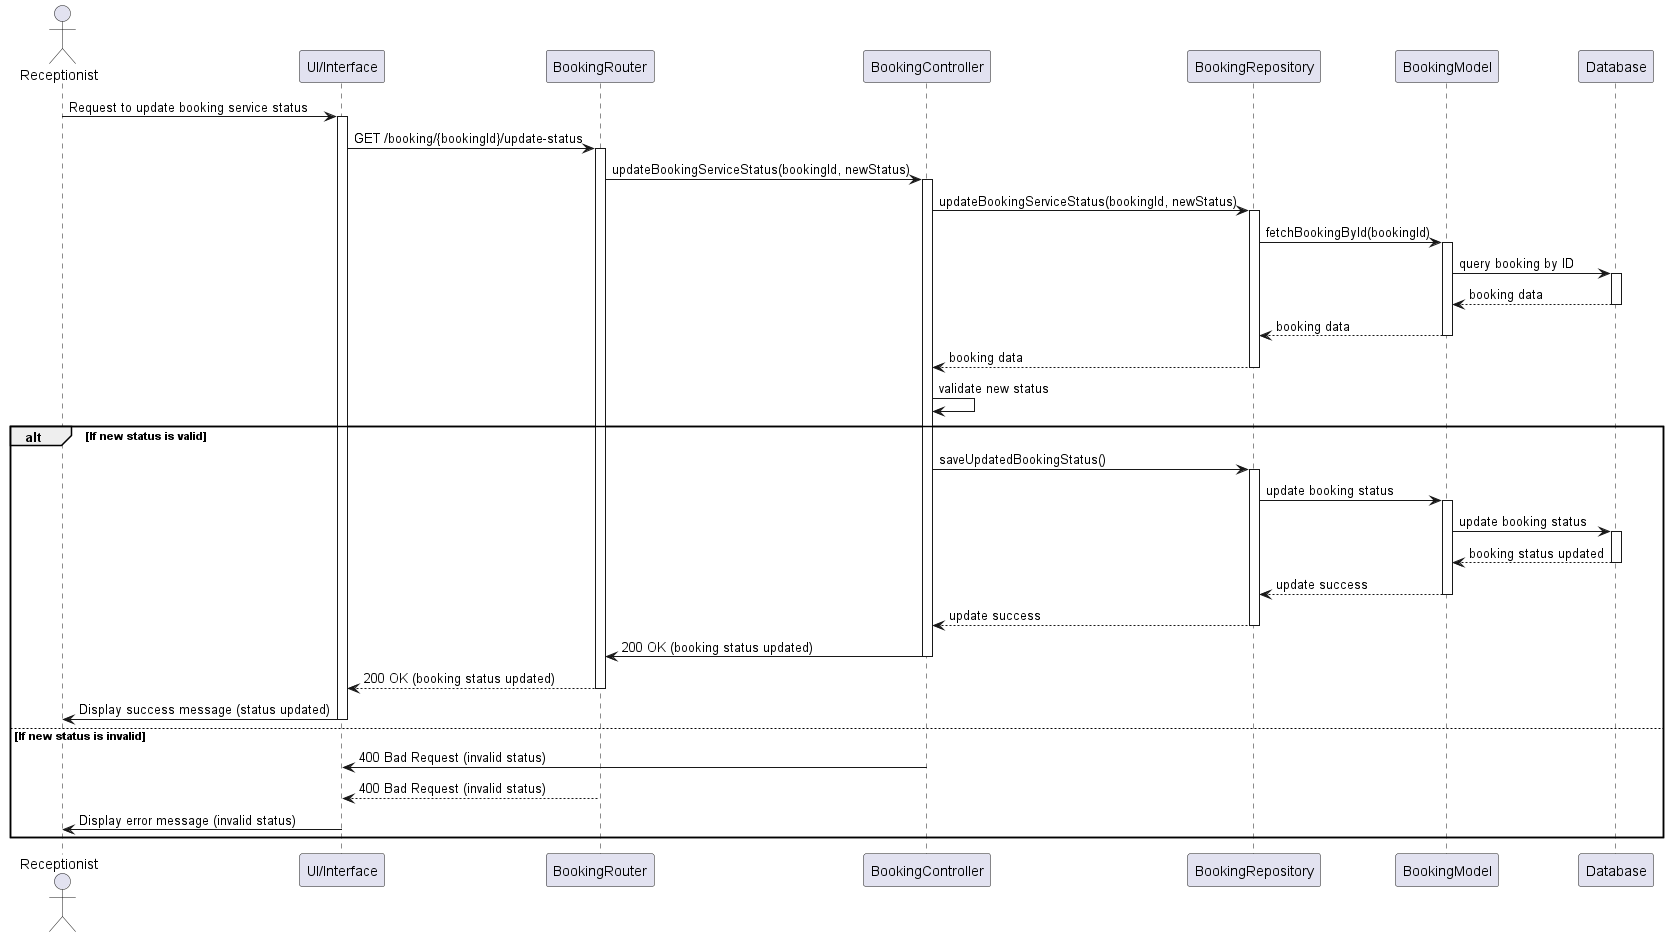 Receptionist
UI/Interface
BookingRouter
BookingController
BookingRepository
BookingModel
Database
Request to update booking service status
GET /booking/{bookingId}/update-status
updateBookingServiceStatus(bookingId, newStatus)
updateBookingServiceStatus(bookingId, newStatus)
fetchBookingById(bookingId)
query booking by ID
booking data
booking data
booking data
validate new status
alt
[If new status is valid]
saveUpdatedBookingStatus()
update booking status
update booking status
booking status updated
update success
update success
200 OK (booking status updated)
200 OK (booking status updated)
Display success message (status updated)
[If new status is invalid]
400 Bad Request (invalid status)
400 Bad Request (invalid status)
Display error message (invalid status)
Receptionist
UI/Interface
BookingRouter
BookingController
BookingRepository
BookingModel
Database